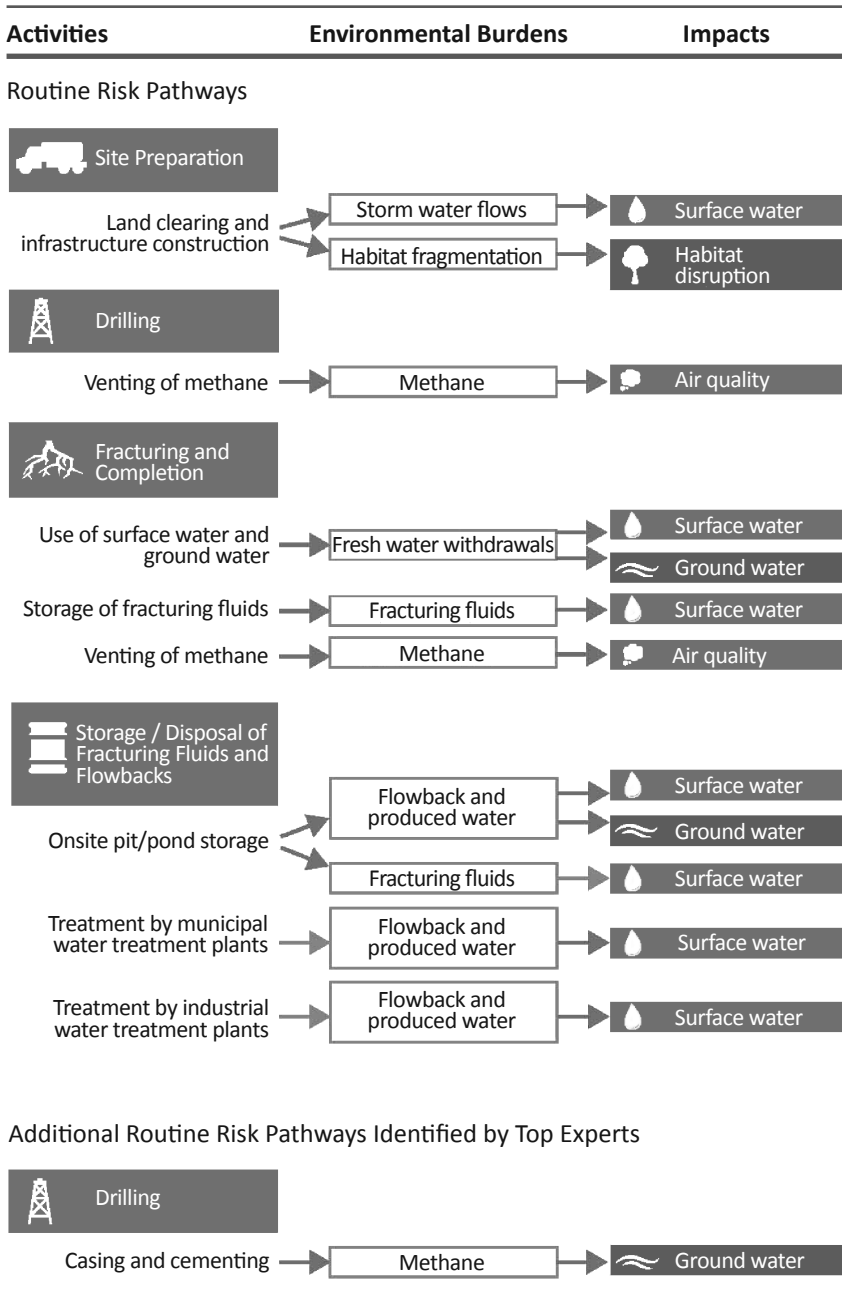 Activities Environmental Burdens Impacts
Routine Risk Pathways
Site Preparation
Land clearing and
infrastructure construction
Storm water flows
Surface water
Habitat fragmentation
Habitat
disruption
Drilling
Venting of methane
Methane
Air quality
Fracturing and
Completion
Use of surface water and
ground water
Fresh water withdrawals
Surface water
Ground water
Storage of fracturing fluids
Fracturing fluids
Surface water
Venting of methane
Methane
Air quality
Storage / Disposal of
Fracturing Fluids and
Flowbacks
Onsite pit/pond storage
Flowback and
produced water
Surface water
Ground water
Fracturing fluids
Surface water
Treatment by municipal
water treatment plants
Flowback and
produced water
Surface water
Treatment by industrial
water treatment plants
Flowback and
produced water
Surface water
Additional Routine Risk Pathways Identified by Top Experts
Drilling
Casing and cementing
Methane
Ground water